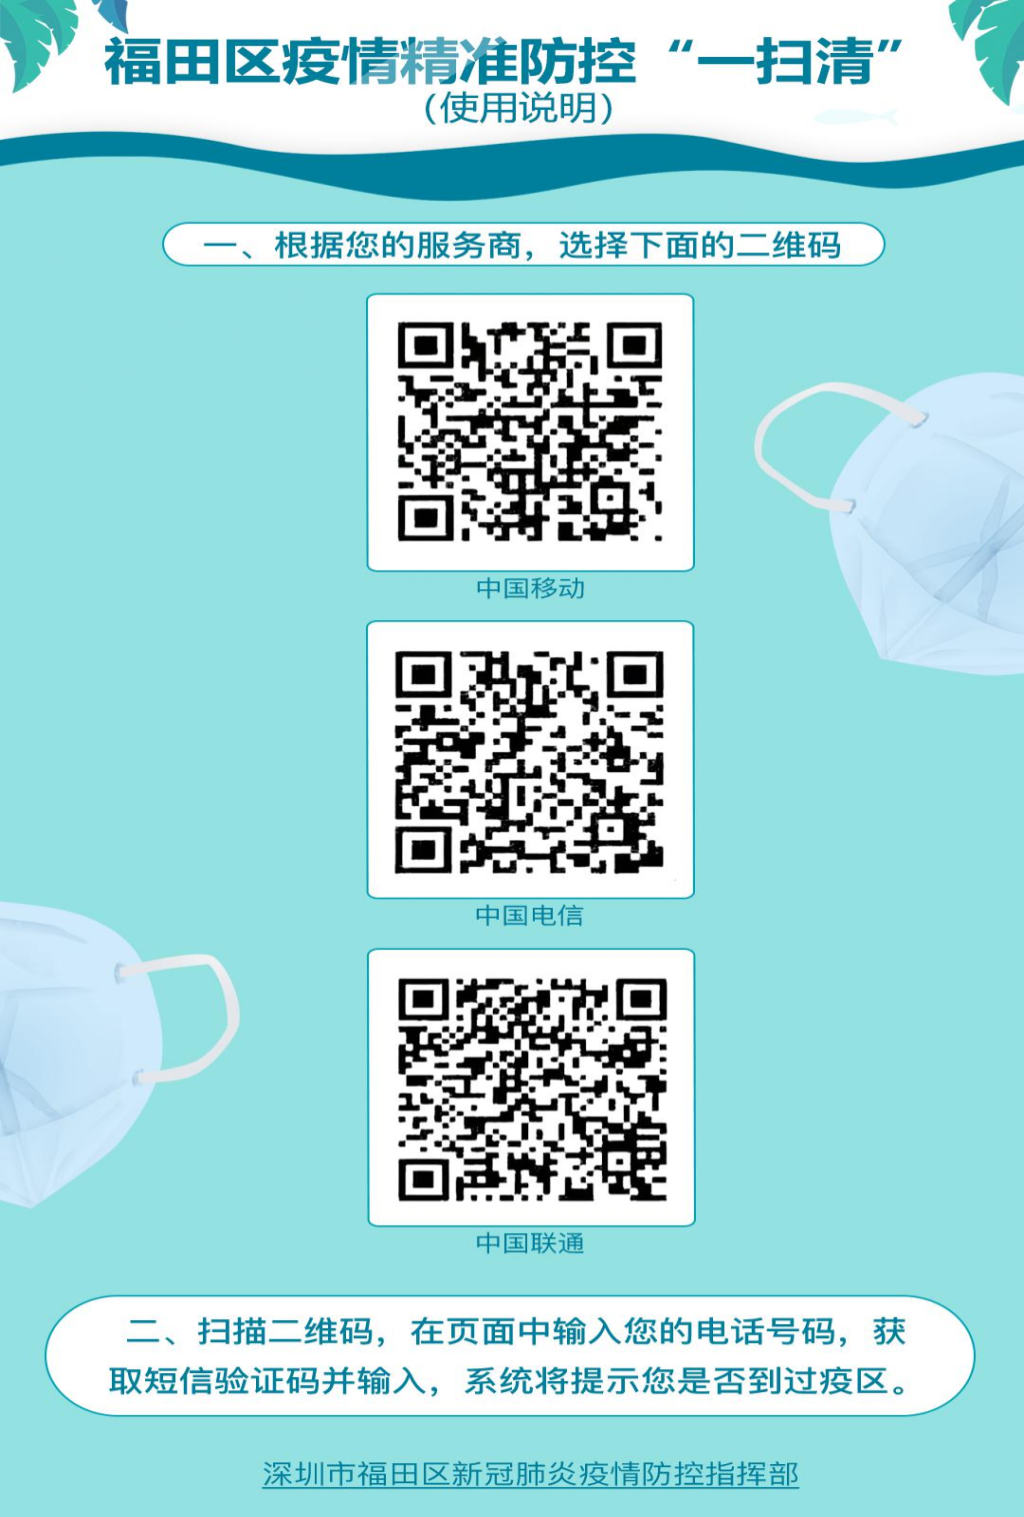 福田区疫情精准防控“一扫清”
（使用说明）
一、根据您的服务商，选择下面的二维码
中国移动
中国电信
中国联通
二、扫描二维码，在页面中输入您的电话号码，获
取短信验证码并输入，系统将提示您是否到过疫区。
深圳市福田区新冠肺炎疫情防控指挥部